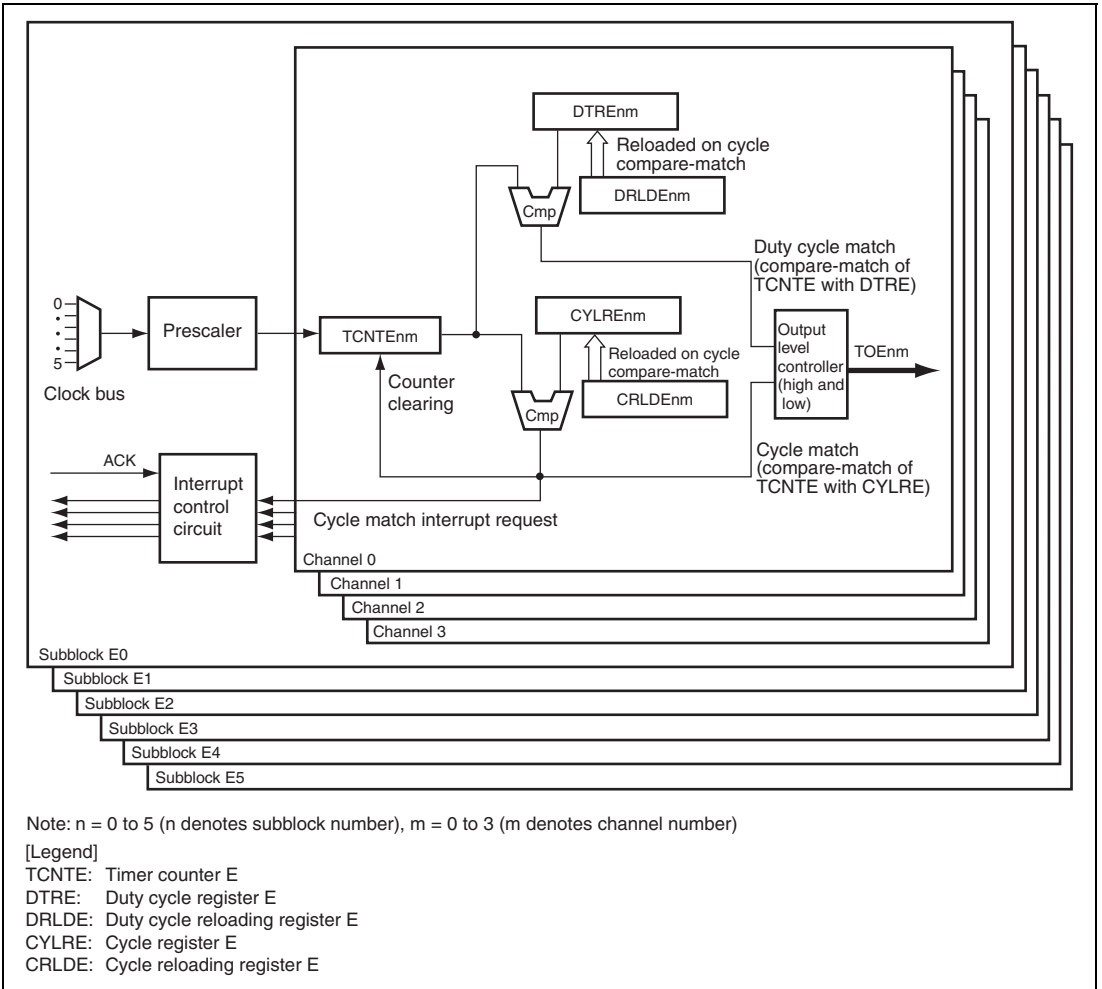 DTREnm
Reloaded on cycle
compare-match
DRLDEnm
Cmp
Duty cycle match
(compare-match of
TCNTE with DTRE)
0
5
Clock bus
Prescaler
TCNTEnm
CYLREnm
Reloaded on cycle
compare-match
CRLDEnm
Counter
clearing
Cmp
Output
level
controller
(high and
low)
TOEnm
Cycle match
(compare-match of
TCNTE with CYLRE)
ACK
Interrupt
control
circuit
Cycle match interrupt request
Channel 0
Channel 1
Channel 2
Channel 3
Subblock E0
Subblock E1
Subblock E2
Subblock E3
Subblock E4
Subblock E5
Note: n = 0 to 5 (n denotes subblock number), m = 0 to 3 (m denotes channel number)
[Legend]
TCNTE: Timer counter E
DTRE: Duty cycle register E
DRLDE: Duty cycle reloading register E
CYLRE: Cycle register E
CRLDE: Cycle reloading register E